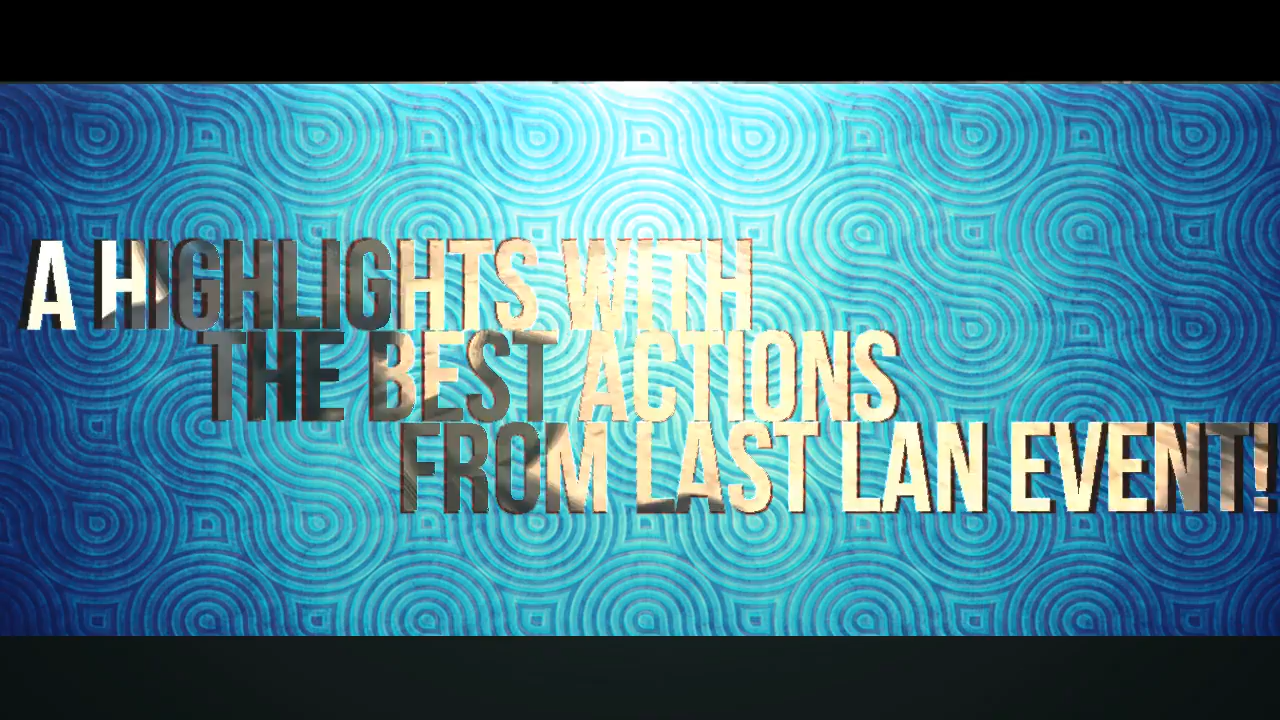 A HIGHLIGHTS WITH
THE BEST ACTIONS
FROM LAST LAN EVENT!